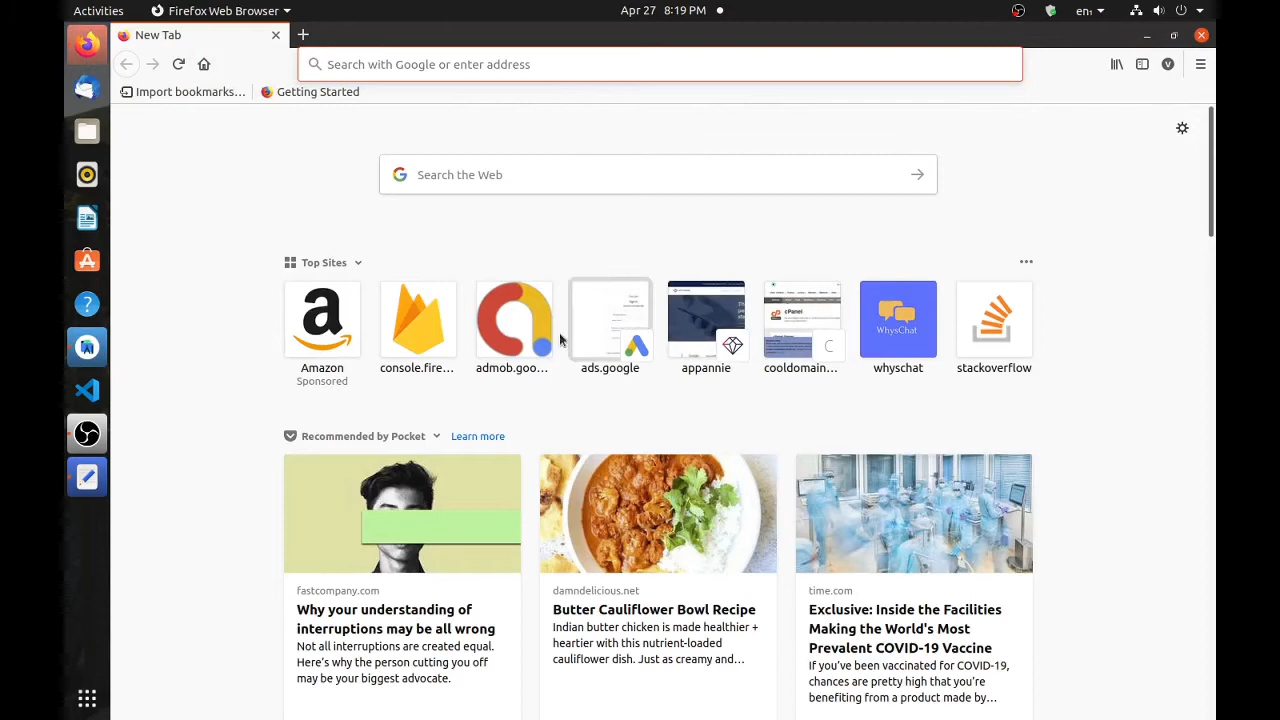 Activities
Firefox Web Browser
Apr 27 8:19 PM
en₁
New Tab
Search with Google or enter address
V
Import bookmarks...
Getting Started
Search the Web
Top Sites
cPanel
C
WhysChat
Amazon
Sponsored
console.fire...
admob.goo...
ads.google
appannie
cooldomain...
whyschat
stackoverflow
Recommended by Pocket
Learn more
fastcompany.com
Why your understanding of
interruptions may be all wrong
Not all interruptions are created equal.
Here’s why the person cutting you off
may be your biggest advocate.
damndelicious.net
Butter Cauliflower Bowl Recipe
Indian butter chicken is made healthier +
heartier with this nutrient-loaded
cauliflower dish. Just as creamy and...
time.com
Exclusive: Inside the Facilities
Making the World's Most
Prevalent COVID-19 Vaccine
If you’ve been vaccinated for COVID-19,
chances are pretty high that you’re
benefiting from a product made by...